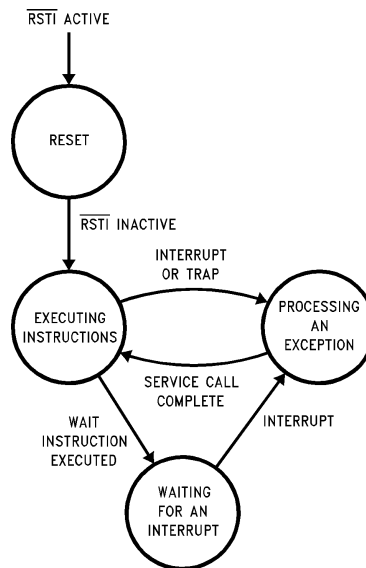 RSTI ACTIVE
RESET
RSTI INACTIVE
INTERRUPT
OR TRAP
EXECUTING
INSTRUCTIONS
PROCESSING
AN
EXCEPTION
SERVICE CALL
COMPLETE
WAIT
INSTRUCTION
EXECUTED
INTERRUPT
WAITING
FOR AN
INTERRUPT